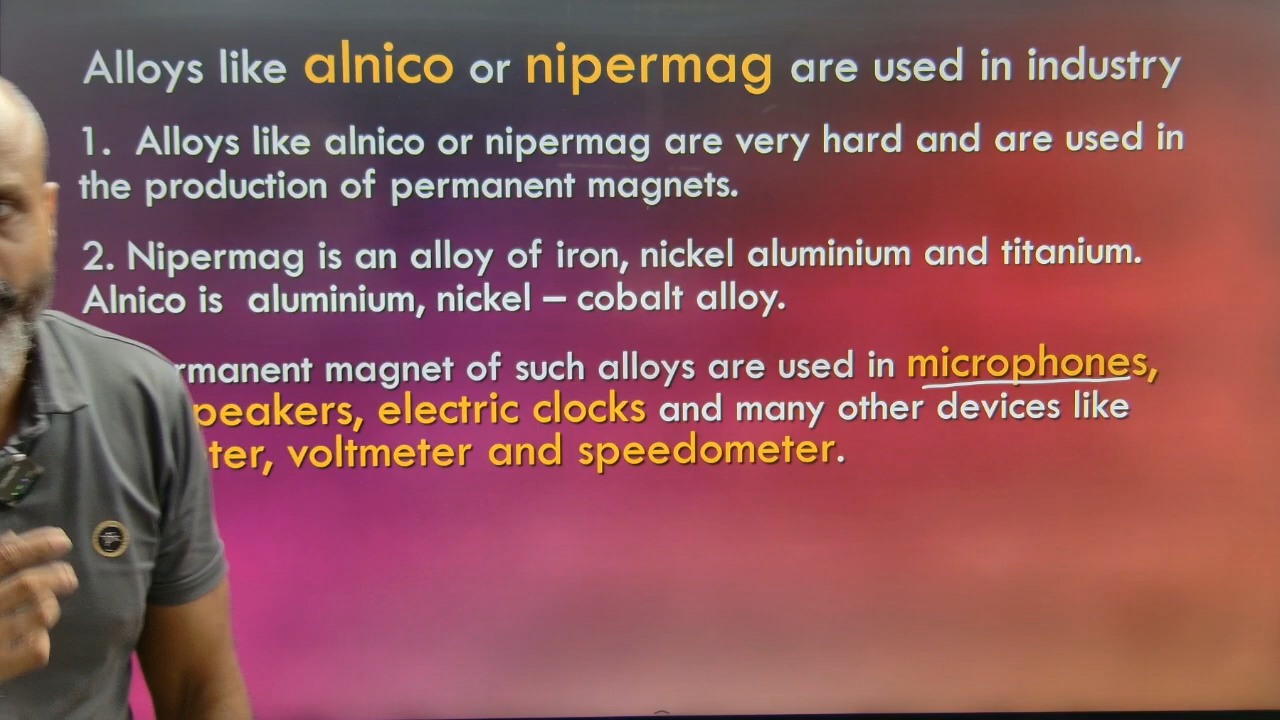 Alloys like alnico or nipermag are used in industry
1. Alloys like alnico or nipermag are very hard and are used in
the production of permanent magnets.
2. Nipermag is an alloy of iron, nickel aluminium and titanium.
Alnico is aluminium, nickel – cobalt alloy.
rmanent magnet of such alloys are used in microphones,
peakers, electric clocks and many other devices like
ter, voltmeter and speedometer.